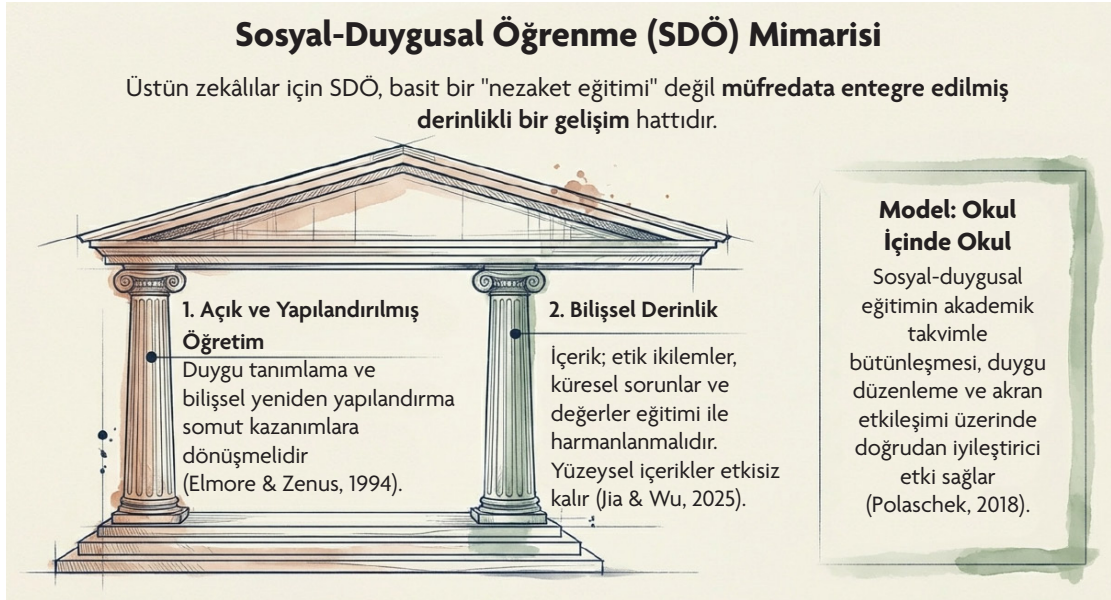 Sosyal-Duygusal Öğrenme (SDÖ) Mimarisi
Üstün zekâlılar için SDÖ, basit bir "nezaket eğitimi" değil müfredata entegre edilmiş
derinlikli bir gelişim hattıdır.
1. Açık ve Yapılandırılmış
Öğretim
Duygu tanımlama ve
bilişsel yeniden yapılandırma
somut kazanımlara
dönüşmelidir
(Elmore & Zenus, 1994).
2. Bilişsel Derinlik
İçerik; etik ikilemler,
küresel sorunlar ve
değerler eğitimi ile
harmanlanmalıdır.
Yüzeysel içerikler etkisiz
kalır (Jia & Wu, 2025).
Model: Okul
İçinde Okul
Sosyal-duygusal
eğitimin akademik
takvimle
bütünleşmesi, duygu
düzenleme ve akran
etkileşimi üzerinde
doğrudan iyileştirici
etki sağlar
(Polaschek, 2018).